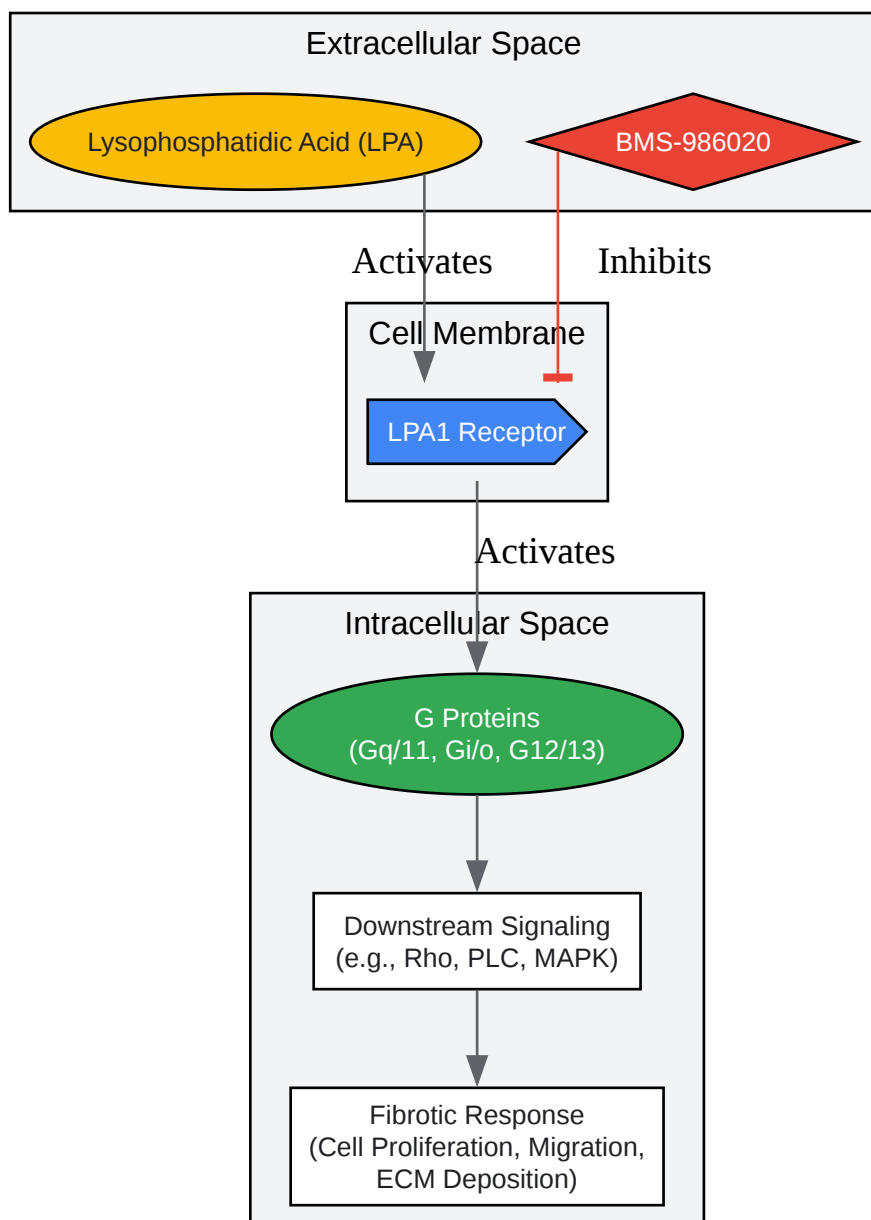 Extracellular Space
Lysophosphatidic Acid (LPA)
BMS-986020
Activates
Inhibits
Cell Membrane
LPA1 Receptor
Activates
Intracellular Space
G Proteins
(Gq/11, Gi/o, G12/13)
Downstream Signaling
(e.g., Rho, PLC, MAPK)
Fibrotic Response
(Cell Proliferation, Migration,
ECM Deposition)